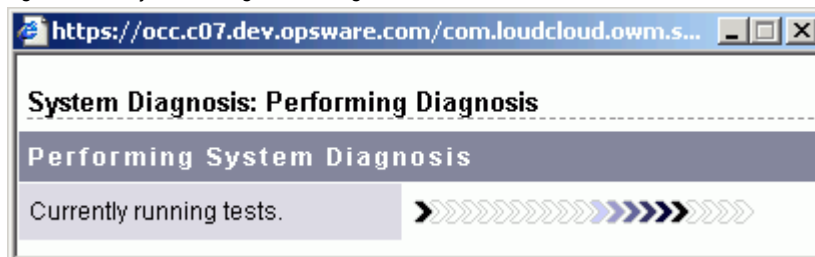 https://occ.c07.dev.opsware.com/com.loudcloud.owm.s...
System Diagnosis: Performing Diagnosis
Performing System Diagnosis
Currently running tests.